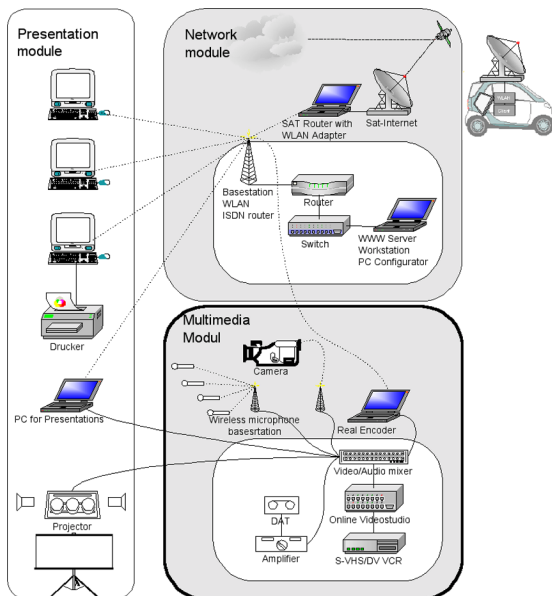 Presentation
module
Drucker
PC for Presentations
Projector
Network
module
SAT Router with
WLAN Adapter
Sat-Internet
WLAN
Basestation
WLAN
ISDN router
Router
Switch
WWW Server
Workstation
PC Configurator
Multimedia
Modul
Camera
Wireless microphone
basesrtation
Real Encoder
Video/Audio mixer
DAT
Online Videostudio
Amplifier
S-VHS/DV VCR